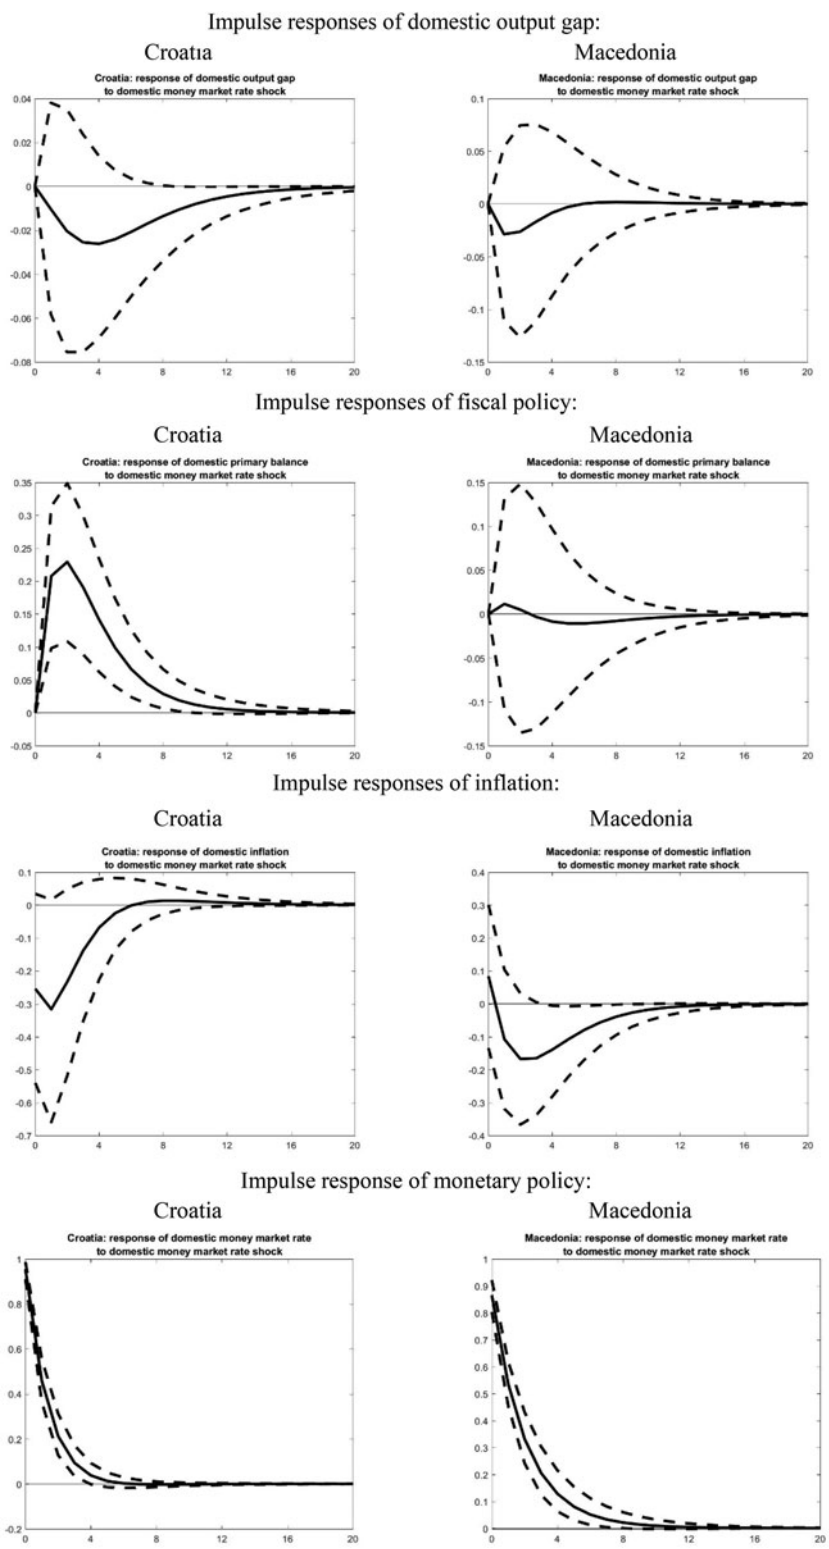 Impulse responses of domestic output gap:
Croatia
Macedonia
Croatia: response of domestic output gap
to domestic money market rate shock
0.04
0.02
0
-0.02
-0.04
-0.06
-0.08
0 4 8 12 16 20
Macedonia: response of domestic output gap
to domestic money market rate shock
0.1
0.05
0
-0.05
-0.1
-0.15
0 4 8 12 16 20
Impulse responses of fiscal policy:
Croatia
Macedonia
Croatia: response of domestic primary balance
to domestic money market rate shock
0.35
0.3
0.25
0.2
0.15
0.1
0.05
0
-0.05
0 4 8 12 16 20
Macedonia: response of domestic primary balance
to domestic money market rate shock
0.15
0.1
0.05
0
-0.05
-0.1
-0.15
0 4 8 12 16 20
Impulse responses of inflation:
Croatia
Macedonia
Croatia: response of domestic inflation
to domestic money market rate shock
0.1
0
-0.1
-0.2
-0.3
-0.4
-0.5
-0.6
-0.7
0 4 8 12 16 20
Macedonia: response of domestic inflation
to domestic money market rate shock
0.4
0.3
0.2
0.1
0
-0.1
-0.2
-0.3
-0.4
0 4 8 12 16 20
Impulse response of monetary policy:
Croatia
Macedonia
Croatia: response of domestic money market rate
to domestic money market rate shock
1
0.8
0.6
0.4
0.2
0
-0.2
0 4 8 12 16 20
Macedonia: response of domestic money market rate
to domestic money market rate shock
1
0.9
0.8
0.7
0.6
0.5
0.4
0.3
0.2
0.1
0
0 4 8 12 16 20